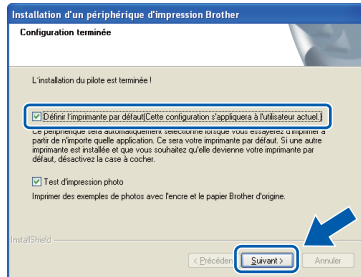 Installation d'un périphérique d'impression Brother
Configuration terminée
L'installation du pilote est terminée !
Définir l'imprimante par défaut(Cette configuration s'appliquera à l'utilisateur actuel.)
Ce périphérique sera automatiquement sélectionné lorsque vous essayerez d'imprimer à
partir de n'importe quelle application. Ce sera votre imprimante par défaut. Si une autre
imprimante est installée et que vous souhaitez qu'elle devienne votre imprimante par
défaut, désactivez la case à cocher.
Test d'impression photo
Imprimer des exemples de photos avec l'encre et le papier Brother d'origine.
InstallShield
< Précéden
Suivant >
Annuler